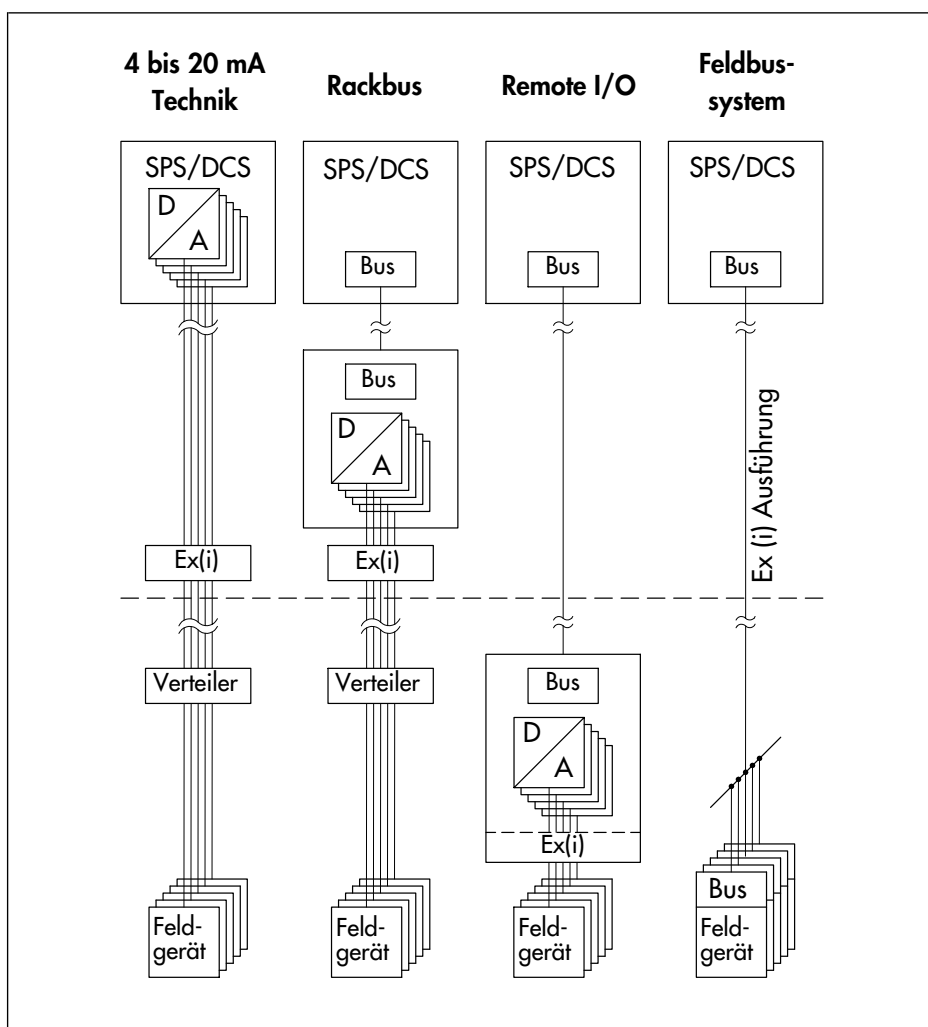 4 bis 20 mA
Technik
Rackbus
Remote I/O
Feldbus-
system
SPS/DCS
SPS/DCS
SPS/DCS
SPS/DCS
D
A
Bus
Bus
Bus
Bus
D
A
Ex (i) Ausführung
Ex(i)
Ex(i)
Verteiler
Verteiler
Bus
D
A
Ex(i)
Bus
Feld-
gerät
Feld-
gerät
Feld-
gerät
Feld-
gerät